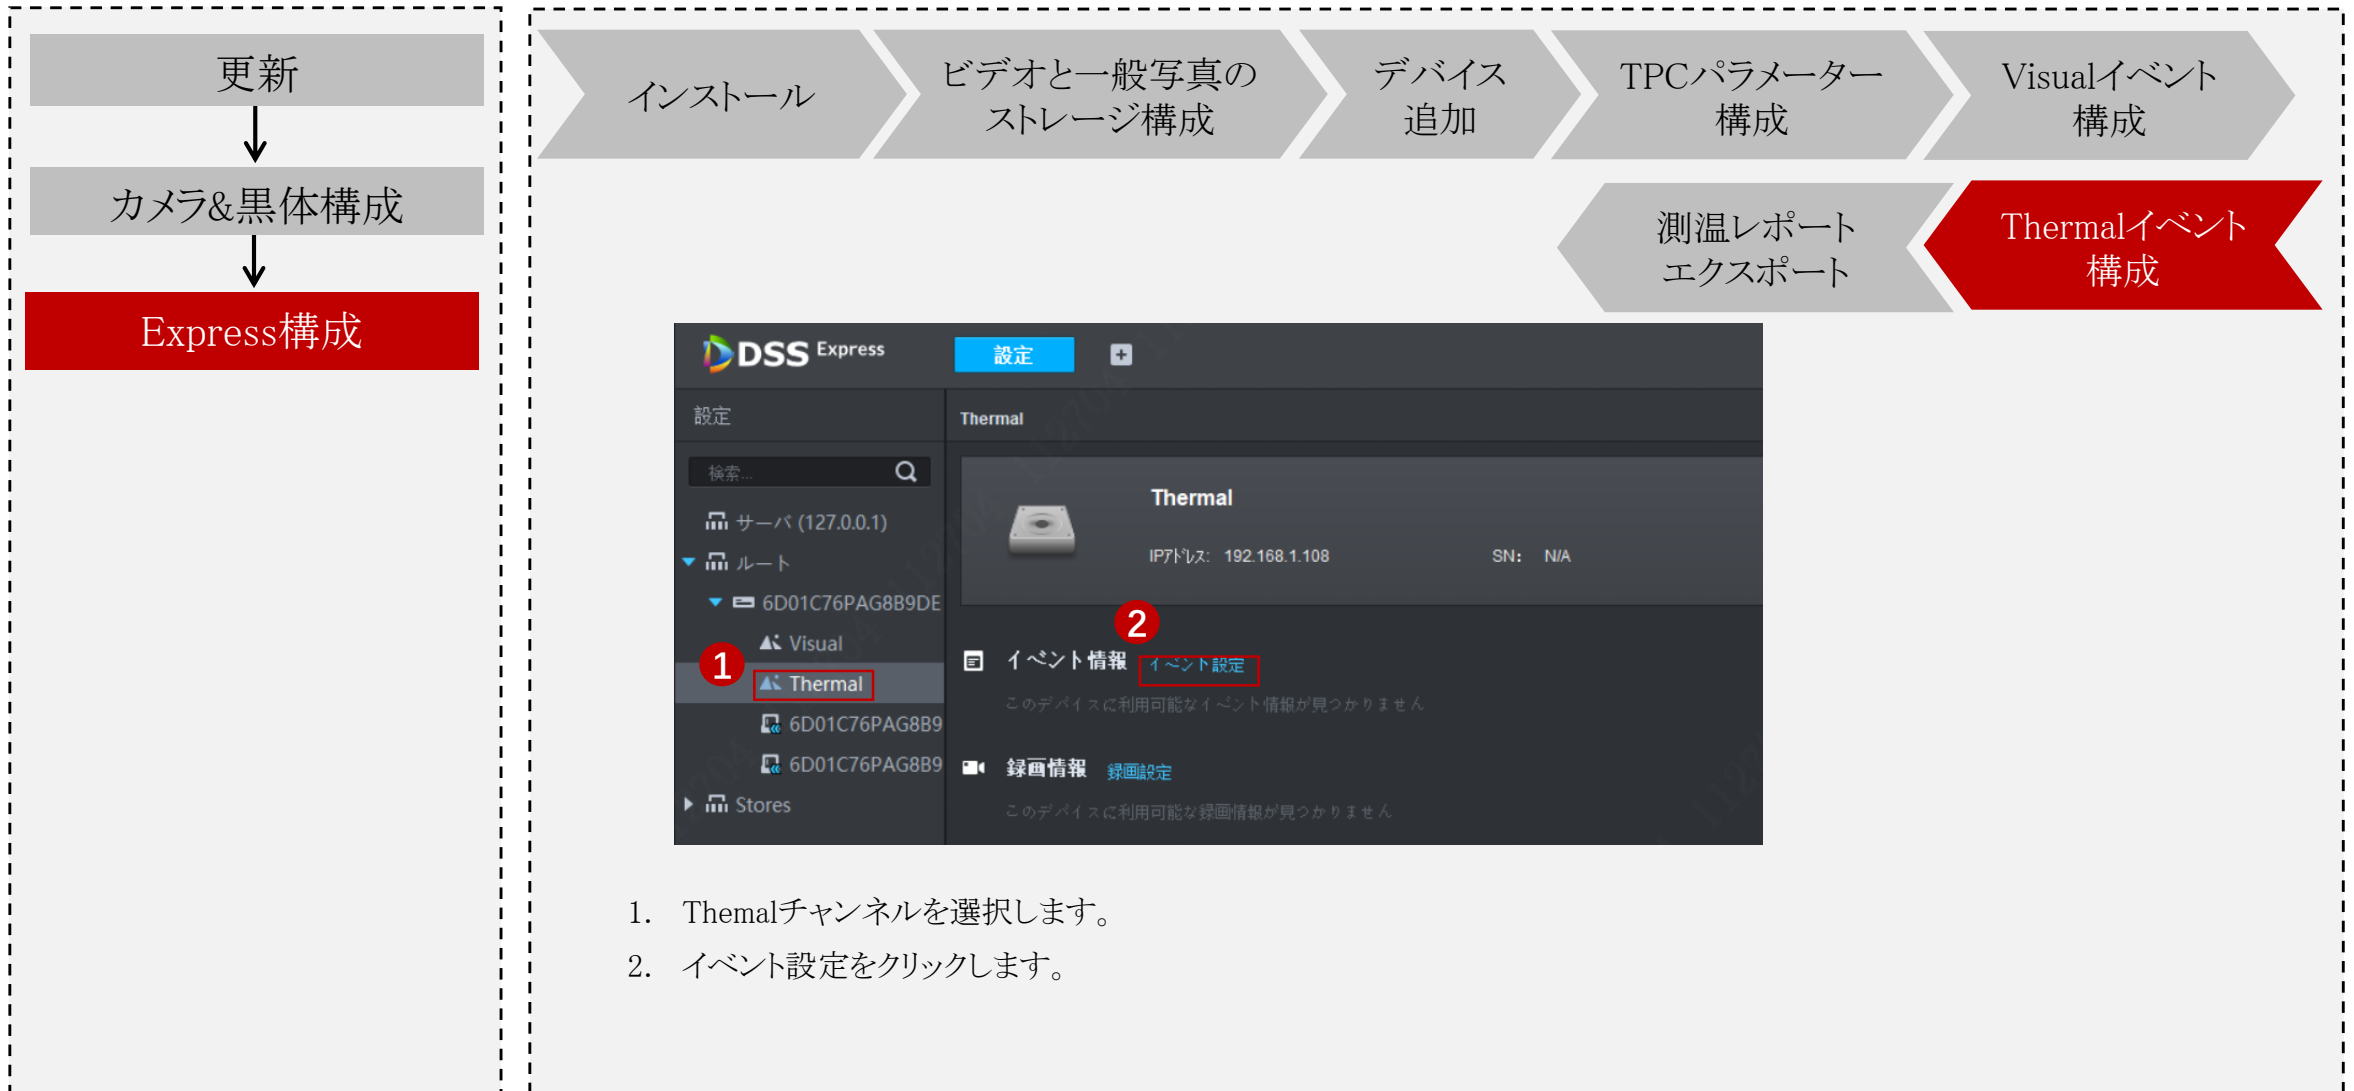 更新
カメラ&黒体構成
Express構成
インストール
ビデオと一般写真の
ストレージ構成
デバイス
追加
TPCパラメーター
構成
Visualイベント
構成
Thermalイベント
構成
測温レポート
エクスポート
DSS Express
設定
設定
検索...
サーバ (127.0.0.1)
ルート
6D01C76PAG8B9DE
Visual
1
Thermal
6D01C76PAG8B9
6D01C76PAG8B9
Stores
Thermal
Thermal
IPアドレス: 192.168.1.108 SN: N/A
2
イベント情報 イベント設定
このデバイスに利用可能なイベント情報が見つかりません
録画情報 録画設定
このデバイスに利用可能な録画情報が見つかりません
1. Themalチャンネルを選択します。
2. イベント設定をクリックします。